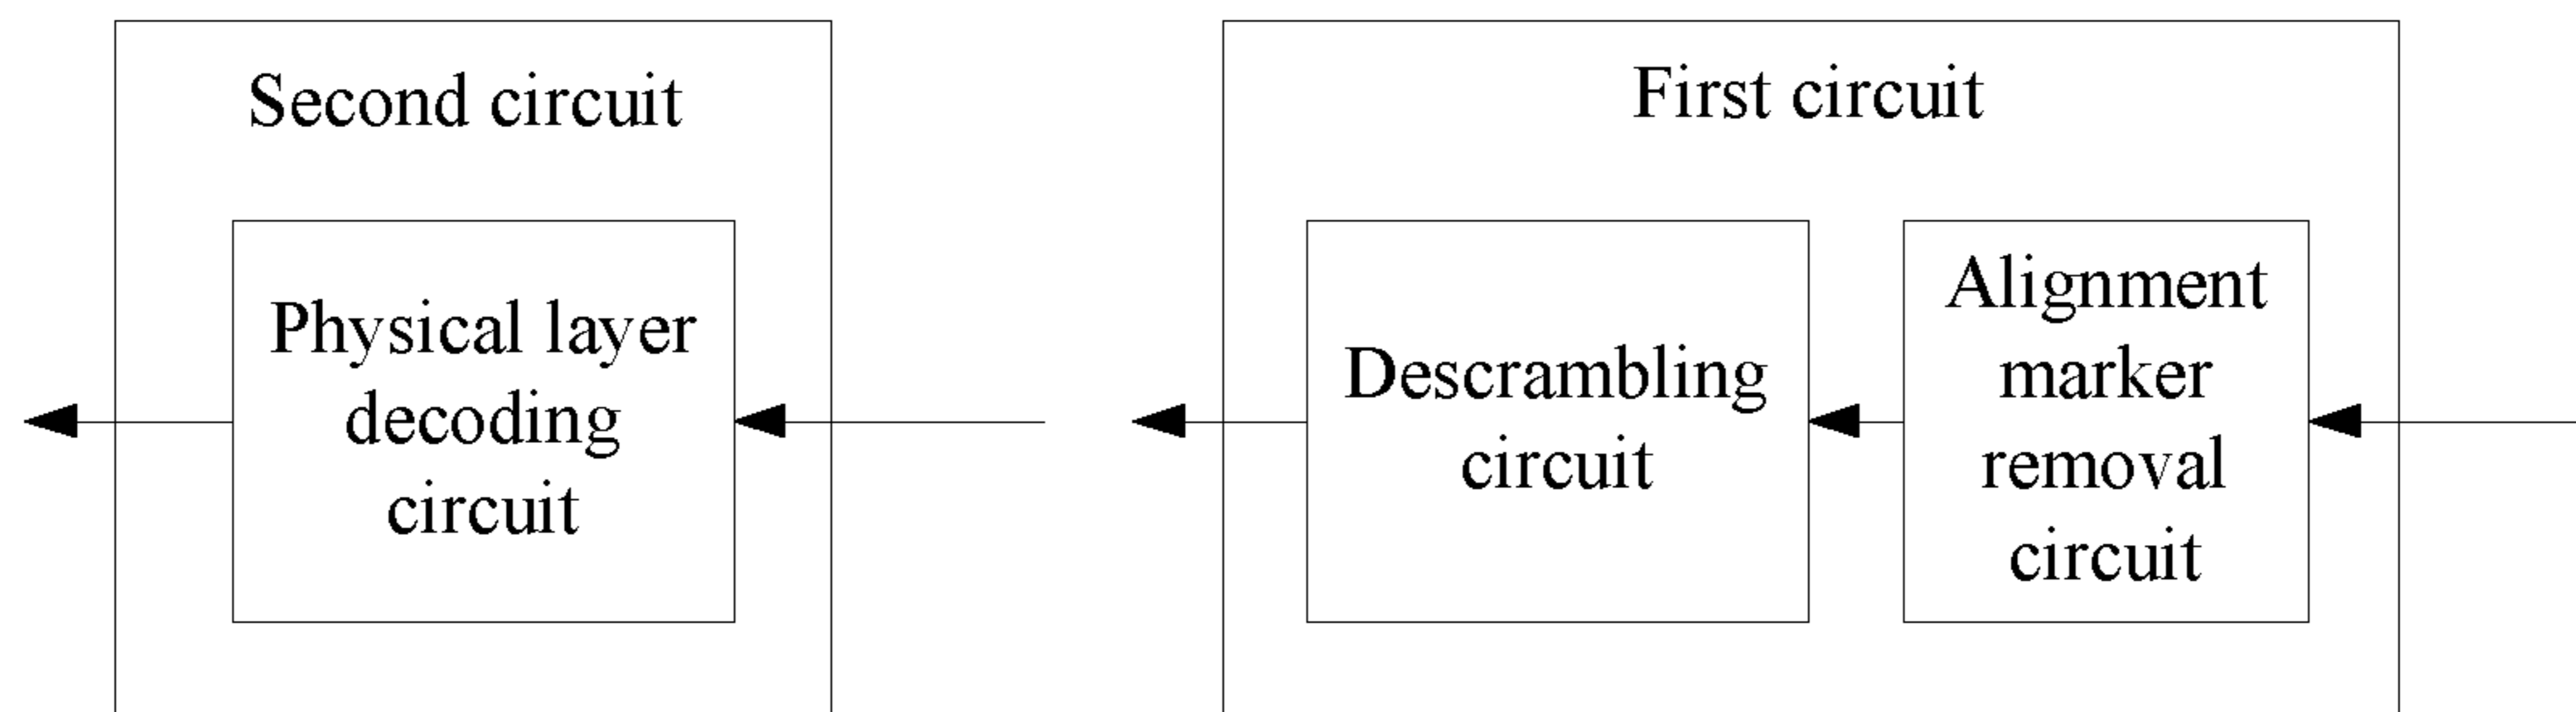 Second circuit
Physical layer
decoding
circuit
First circuit
Descrambling
circuit
Alignment
marker
removal
circuit